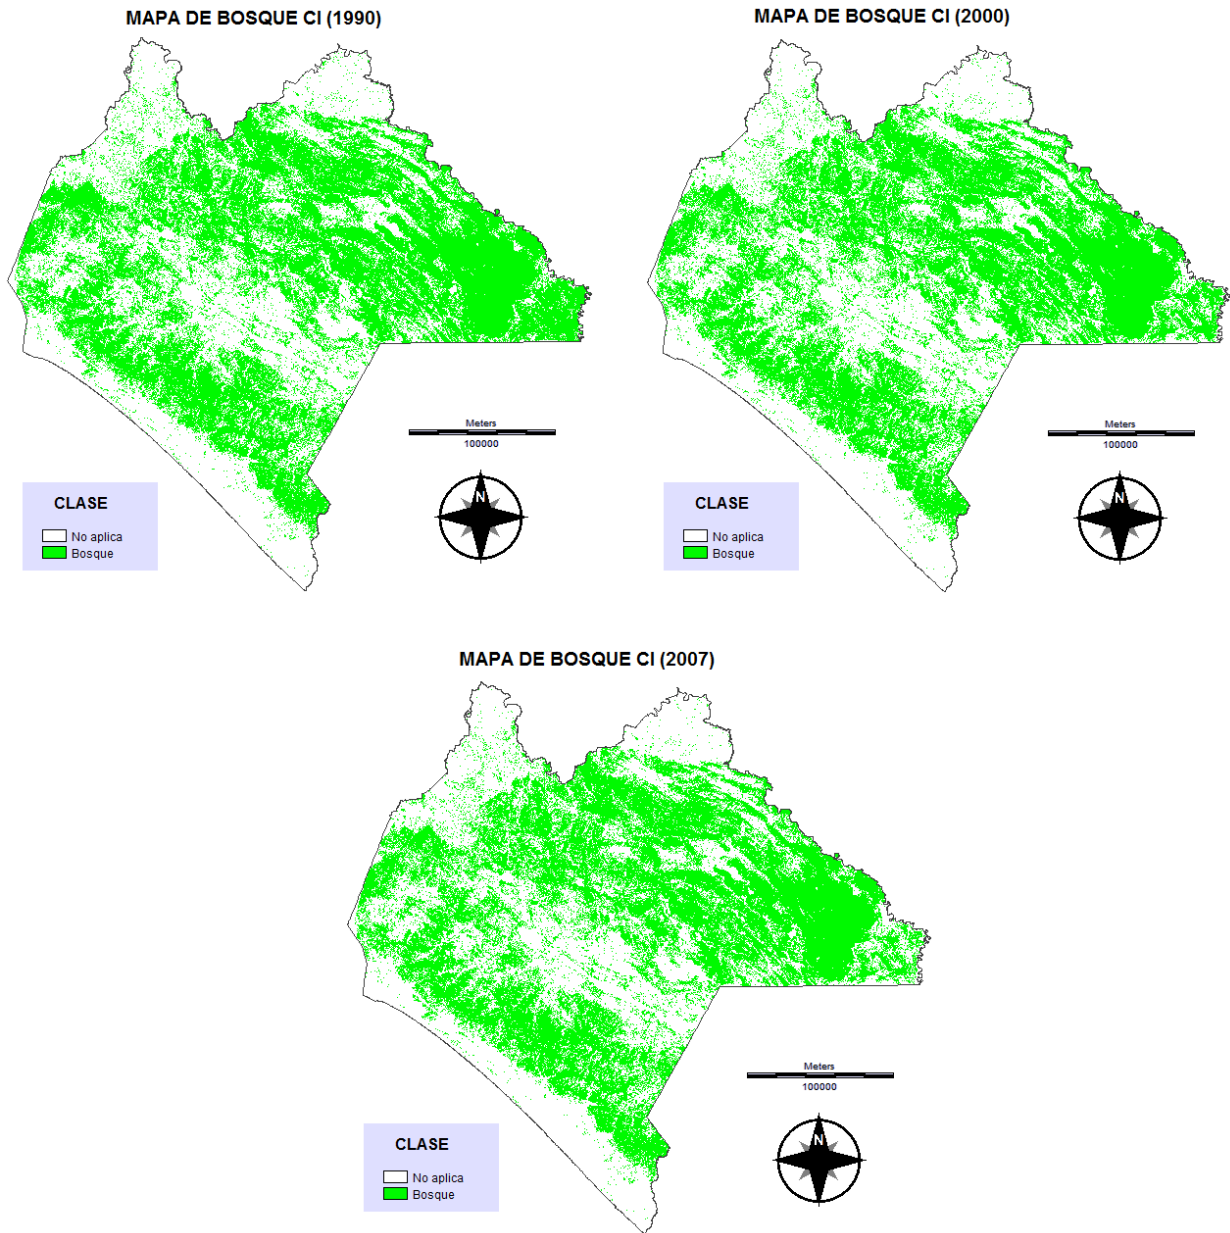 MAPA DE BOSQUE CI (1990)
Meters
100000
N
CLASE
No aplica
Bosque
MAPA DE BOSQUE CI (2000)
Meters
100000
N
CLASE
No aplica
Bosque
MAPA DE BOSQUE CI (2007)
Meters
100000
N
CLASE
No aplica
Bosque